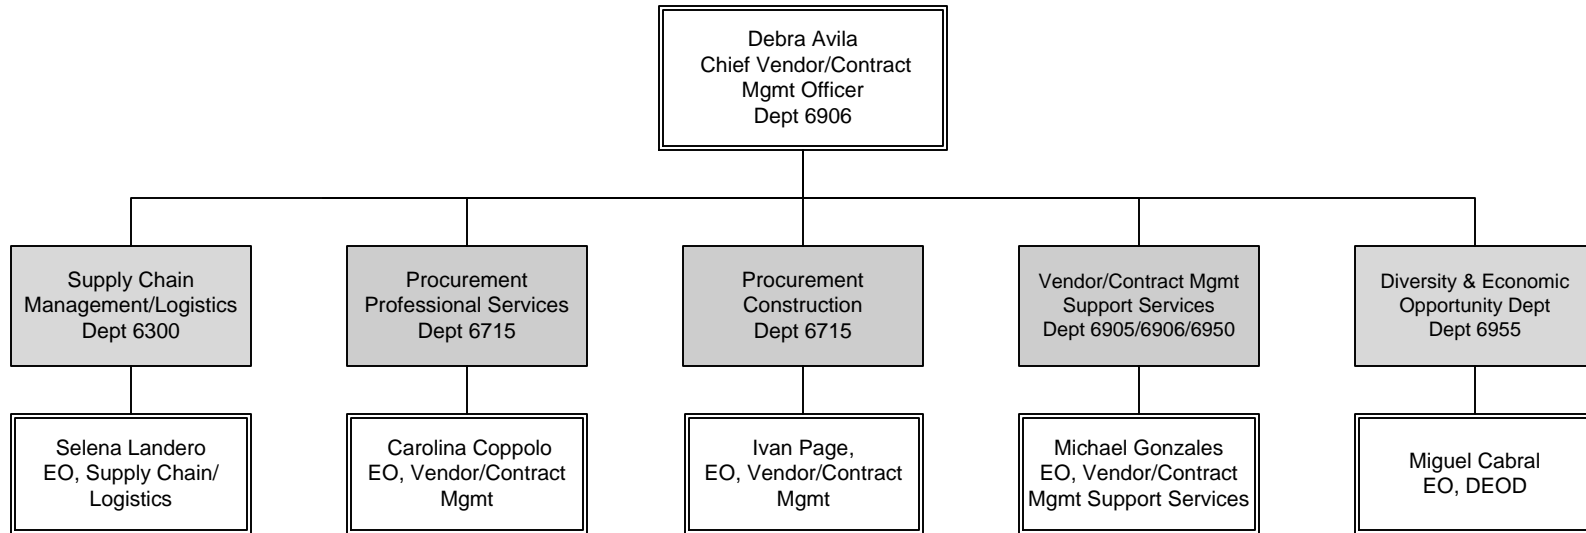 Debra Avila
Chief Vendor/Contract
Mgmt Officer
Dept 6906
Supply Chain
Management/Logistics
Dept 6300
Procurement
Professional Services
Dept 6715
Procurement
Construction
Dept 6715
Vendor/Contract Mgmt
Support Services
Dept 6905/6906/6950
Diversity & Economic
Opportunity Dept
Dept 6955
Selena Landero
EO, Supply Chain/
Logistics
Carolina Coppolo
EO, Vendor/Contract
Mgmt
Ivan Page,
EO, Vendor/Contract
Mgmt
Michael Gonzales
EO, Vendor/Contract
Mgmt Support Services
Miguel Cabral
EO, DEOD